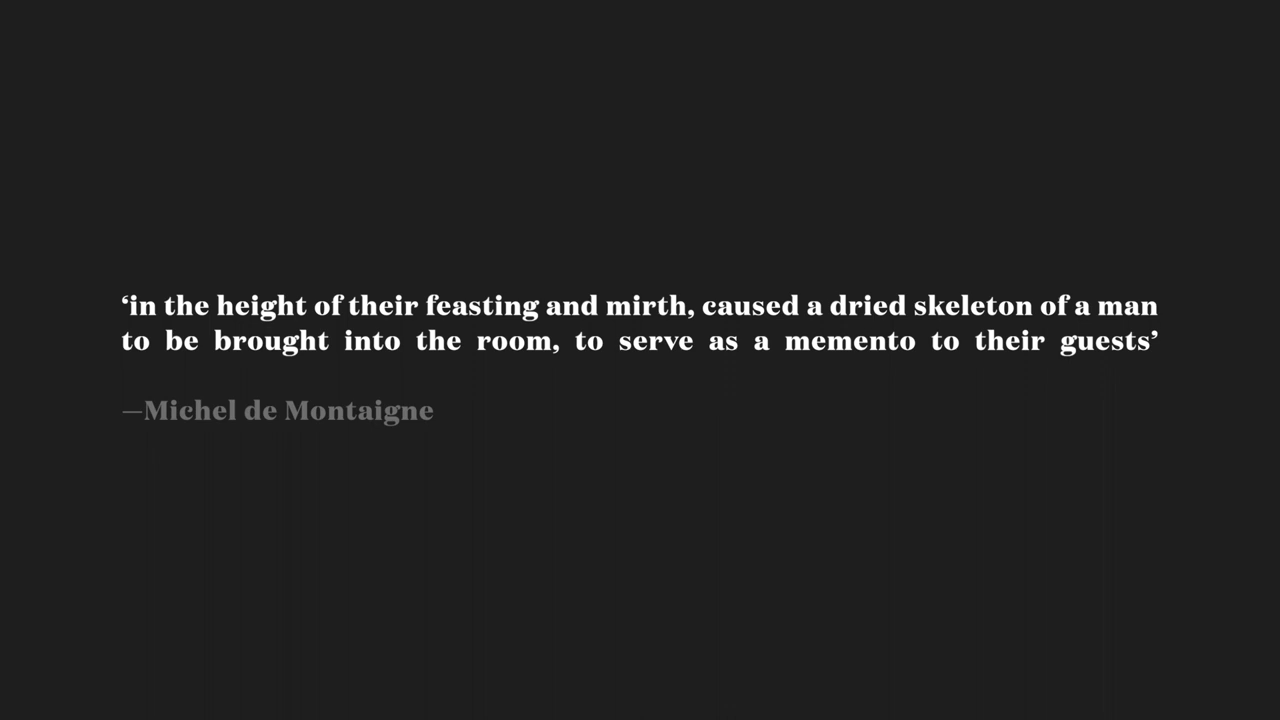 ‘in the height of their feasting and mirth, caused a dried skeleton of a man
to be brought into the room, to serve as a memento to their guests’
—Michel de Montaigne